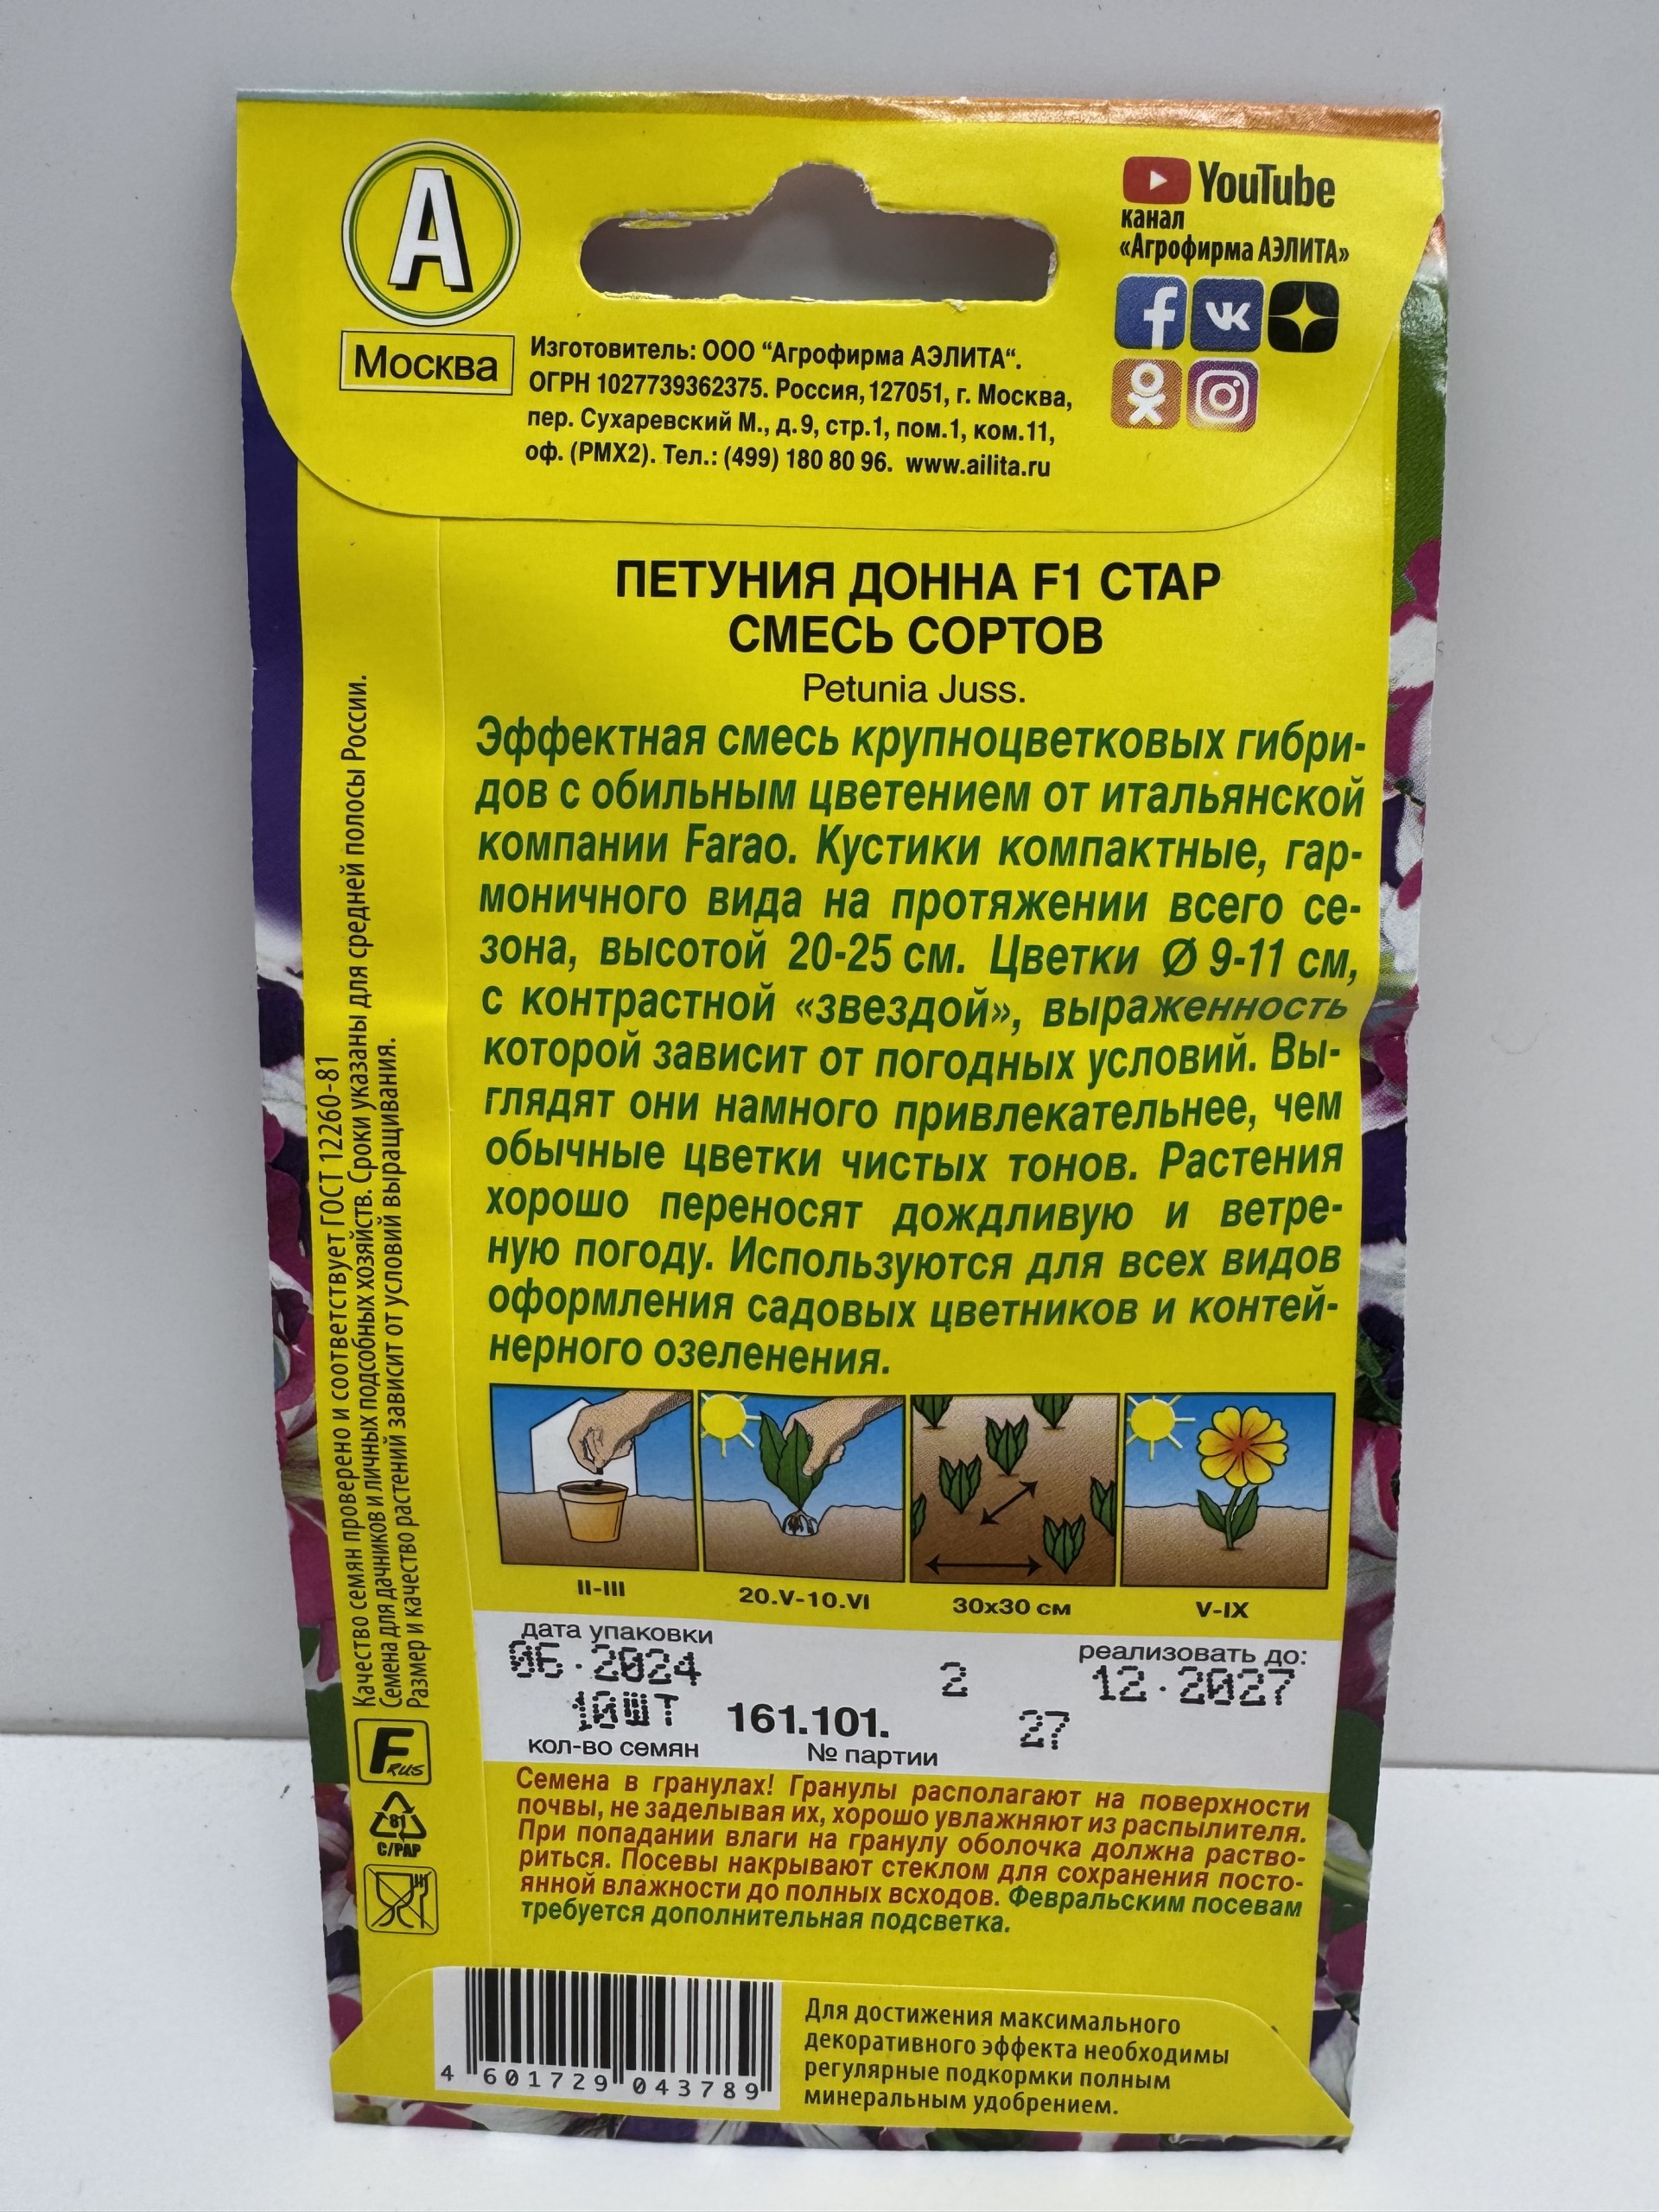 А
Москва
YouTube
канал
«Агрофирма АЭЛИТА»
Изготовитель: ООО “Агрофирма АЭЛИТА“.
ОГРН 1027739362375. Россия, 127051, г. Москва,
пер. Сухаревский М., д.9, стр.1, пом.1, ком.11,
оф. (РМХ2). Тел.: (499) 180 80 96. www.ailita.ru
ПЕТУНИЯ ДОННА F1 СТАР
СМЕСЬ СОРТОВ
Petunia Juss.
Эффектная смесь крупноцветковых гибри-
дов с обильным цветением от итальянской
компании Farao. Кустики компактные, гар-
моничного вида на протяжении всего се-
зона, высотой 20-25 см. Цветки Ø 9-11 см,
с контрастной «звездой», выраженность
которой зависит от погодных условий. Вы-
глядят они намного привлекательнее, чем
обычные цветки чистых тонов. Растения
хорошо переносят дождливую и ветре-
ную погоду. Используются для всех видов
оформления садовых цветников и контей-
нерного озеленения.
II-III
20.V-10.VI
30х30 см
V-IX
дата упаковки
реализовать до:
06.2024
2
12.2027
10ШТ
161.101.
27
кол-во семян
№ партии
Семена в гранулах! Гранулы располагают на поверхности
почвы, не заделывая их, хорошо увлажняют из распылителя.
При попадании влаги на гранулу оболочка должна раство-
риться. Посевы накрывают стеклом для сохранения посто-
янной влажности до полных всходов. Февральским посевам
требуется дополнительная подсветка.
Качество семян проверено и соответствует ГОСТ 12260-81
Семена для дачников и личных подсобных хозяйств. Сроки указаны для средней полосы России.
Размер и качество растений зависит от условий выращивания.
F RUS
81
C/PAP
4 601729 043789
Для достижения максимального
декоративного эффекта необходимы
регулярные подкормки полным
минеральным удобрением.